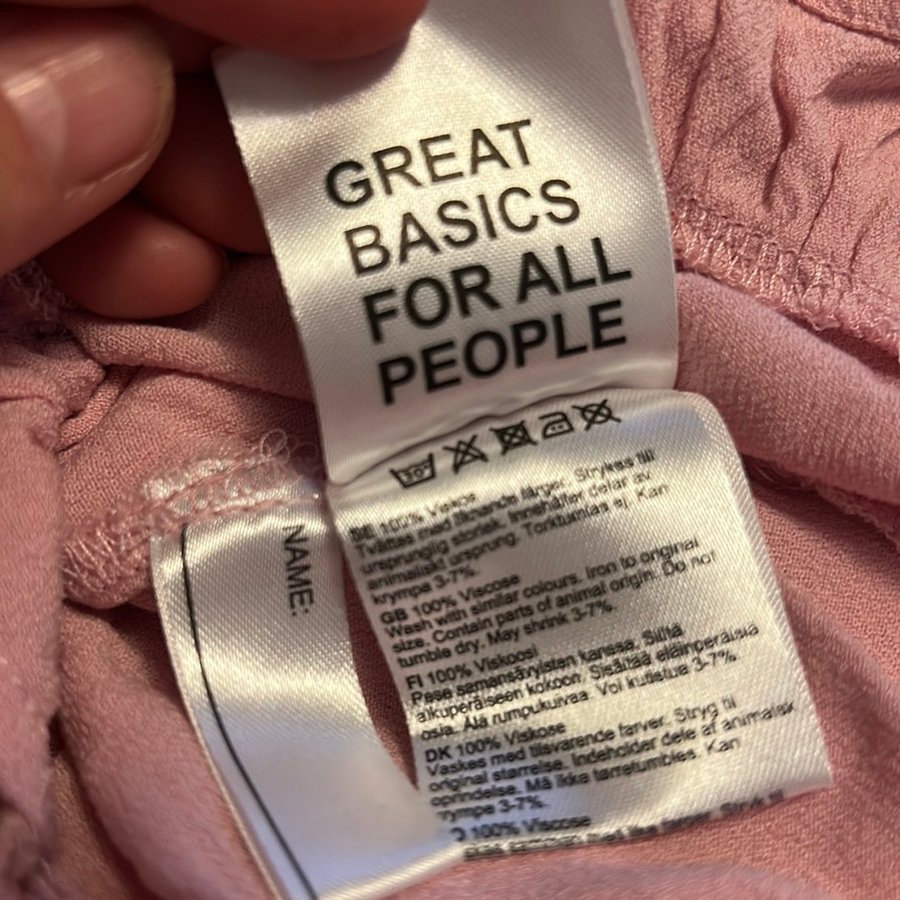 GREAT
BASICS
FOR ALL
PEOPLE
30°
SE 100% Viskos
Tvättas med liknande färger. Strykes till
ursprunglig storlek. Innehåller delar av
animaliskt ursprung. Torktumlas ej. Kan
krympa 3-7%.
GB 100% Viscose
Wash with similar colours. Iron to original
size. Contain parts of animal origin. Do not
tumble dry. May shrink 3-7%.
FI 100% Viskoosi
Pese samansävyisten kanssa. Silitä
alkuperäiseen kokoon. Sisältää eläinperäisiä
osia. Älä rumpukuivaa. Voi kutistua 3-7%.
DK 100% Viskose
Vaskes med tilsvarende farver. Stryg til
original størrelse. Indeholder dele af animalsk
oprindelse. Må ikke tørretumbles. Kan
krympe 3-7%.
100% Viscose
NAME: